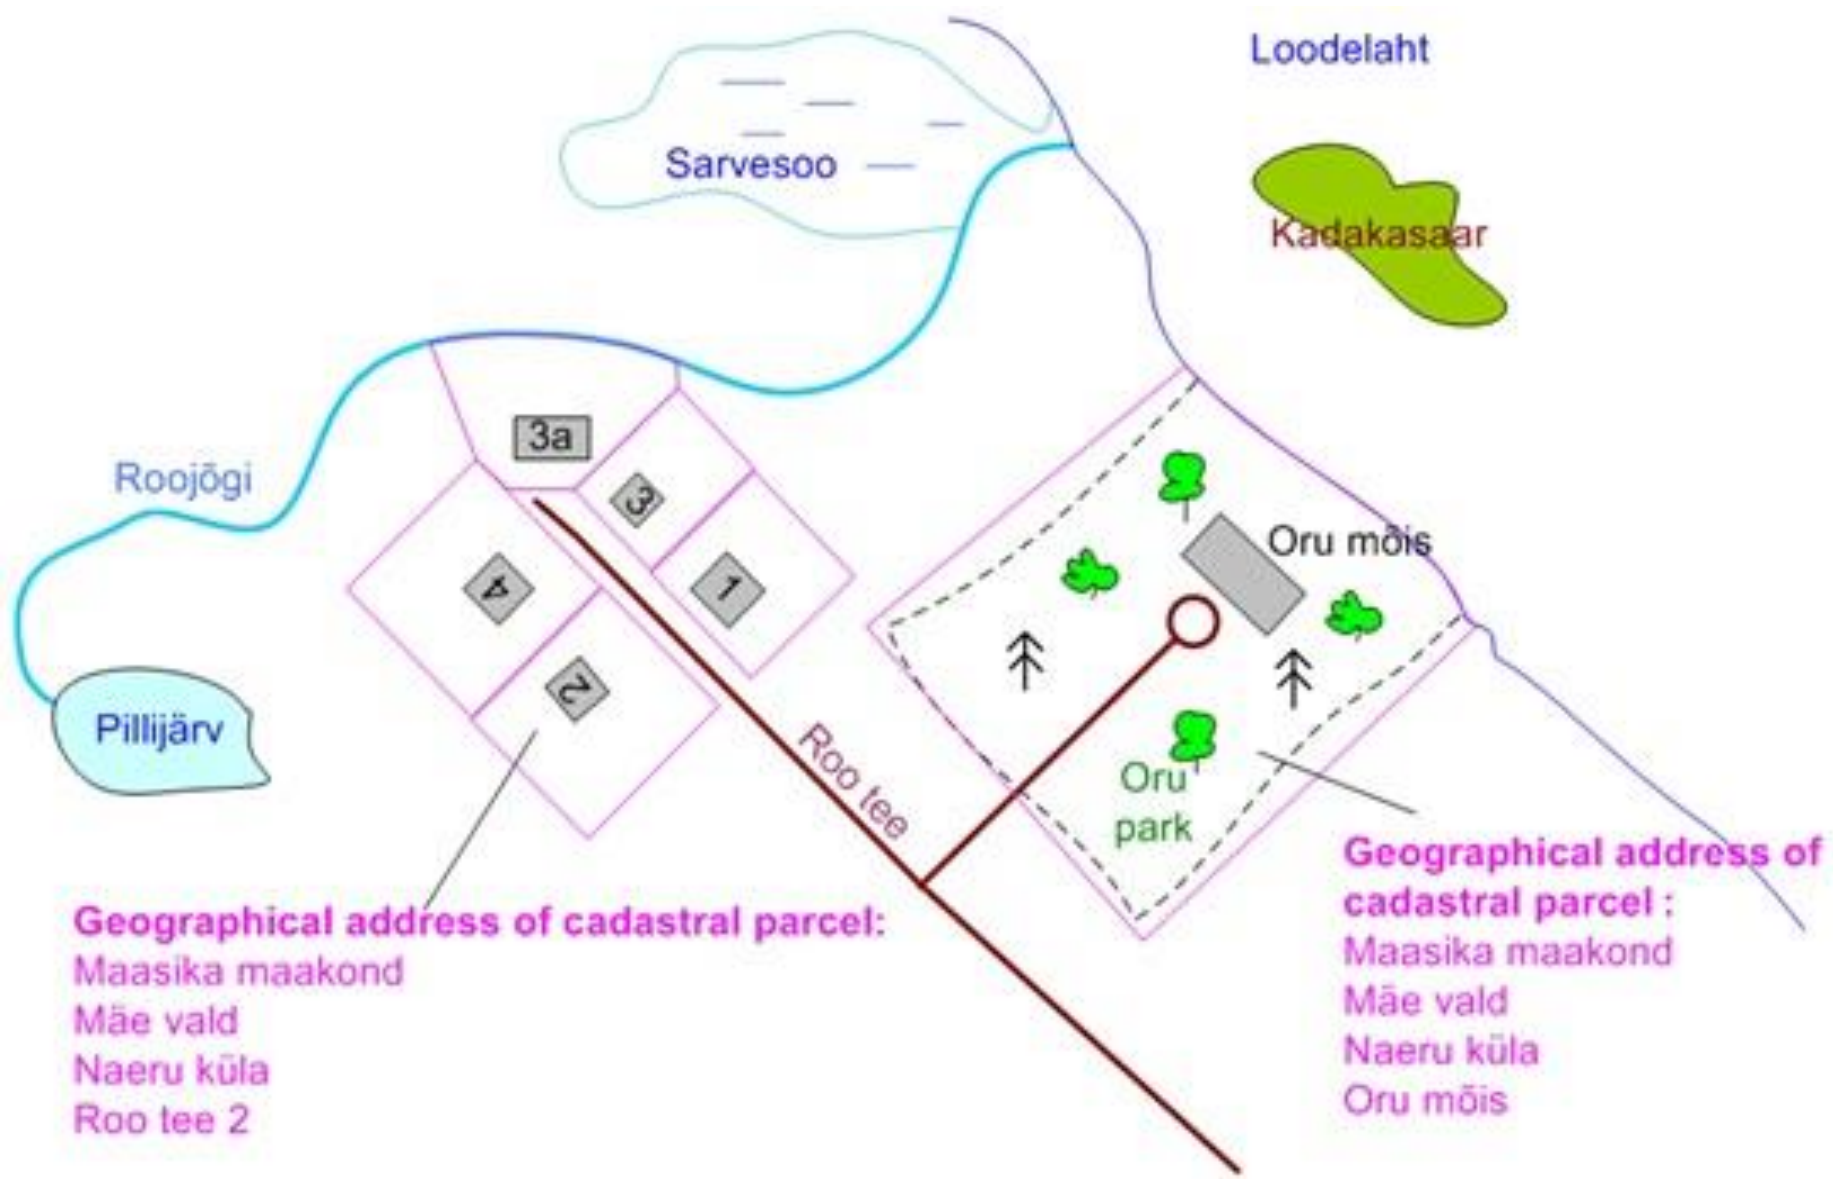 Loodelaht
Sarvesoo
Kadakasaar
3a
Roojõgi
3
Oru mõis
4
1
2
Pillijärv
Roo tee
Oru
park
Geographical address of
cadastral parcel :
Maasika maakond
Mäe vald
Naeru küla
Oru mõis
Geographical address of cadastral parcel:
Maasika maakond
Mäe vald
Naeru küla
Roo tee 2